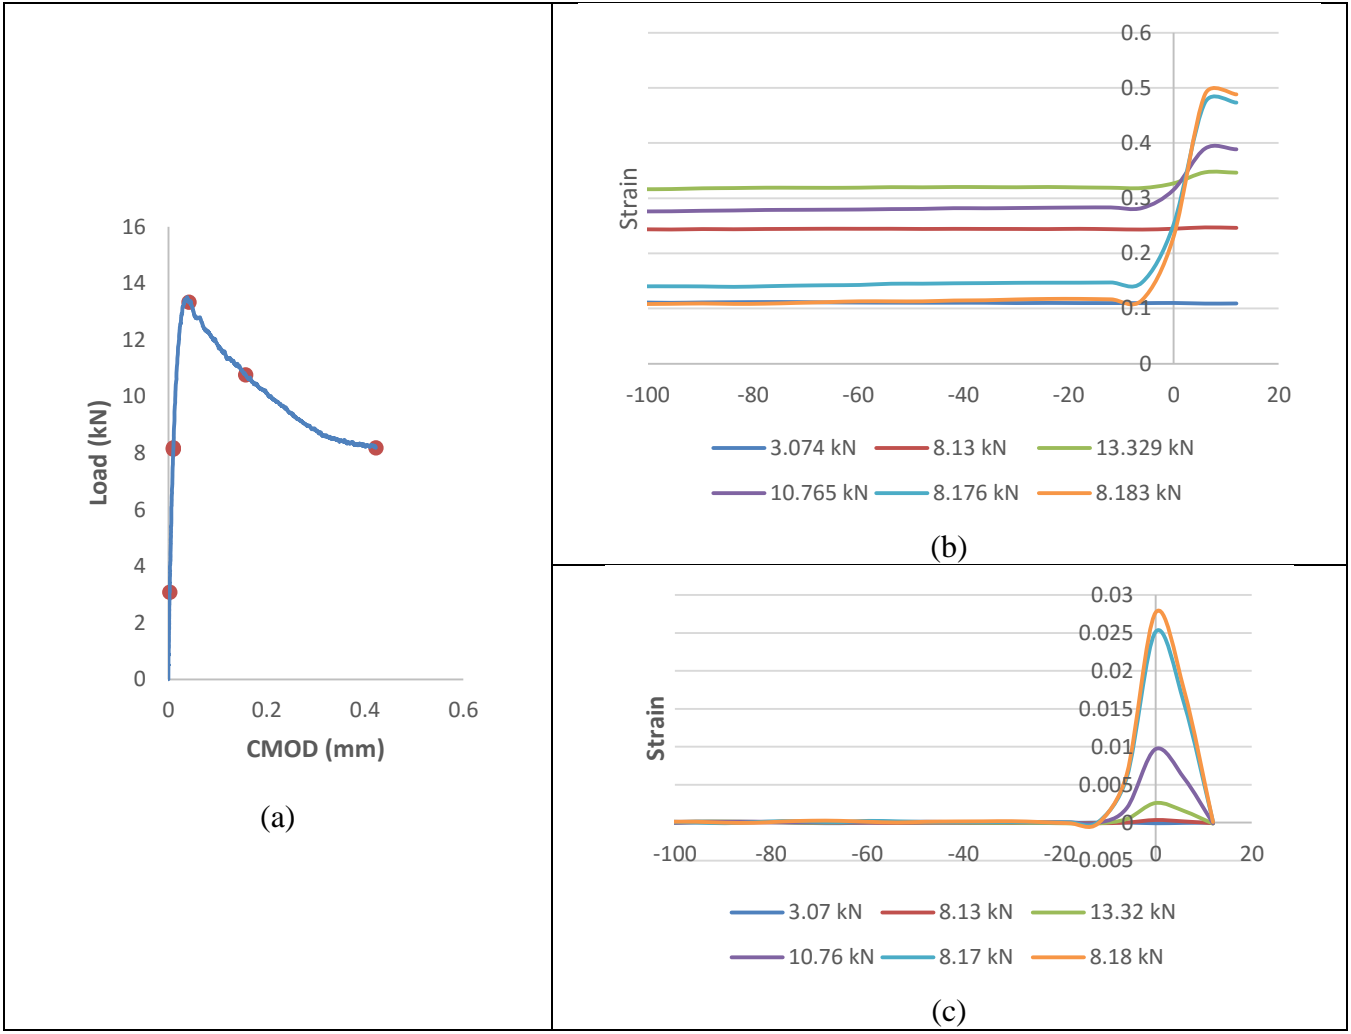 16
14
12
10
8
6
4
2
0
0 0.2 0.4 0.6
Load (kN)
CMOD (mm)
(a)
0.6
0.5
0.4
0.3
0.2
0.1
0
Strain
-100 -80 -60 -40 -20 0 20
3.074 kN 8.13 kN 13.329 kN
10.765 kN 8.176 kN 8.183 kN
(b)
0.03
0.025
0.02
0.015
0.01
0.005
0
-0.005
Strain
-100 -80 -60 -40 -20 0 20
3.07 kN 8.13 kN 13.32 kN
10.76 kN 8.17 kN 8.18 kN
(c)